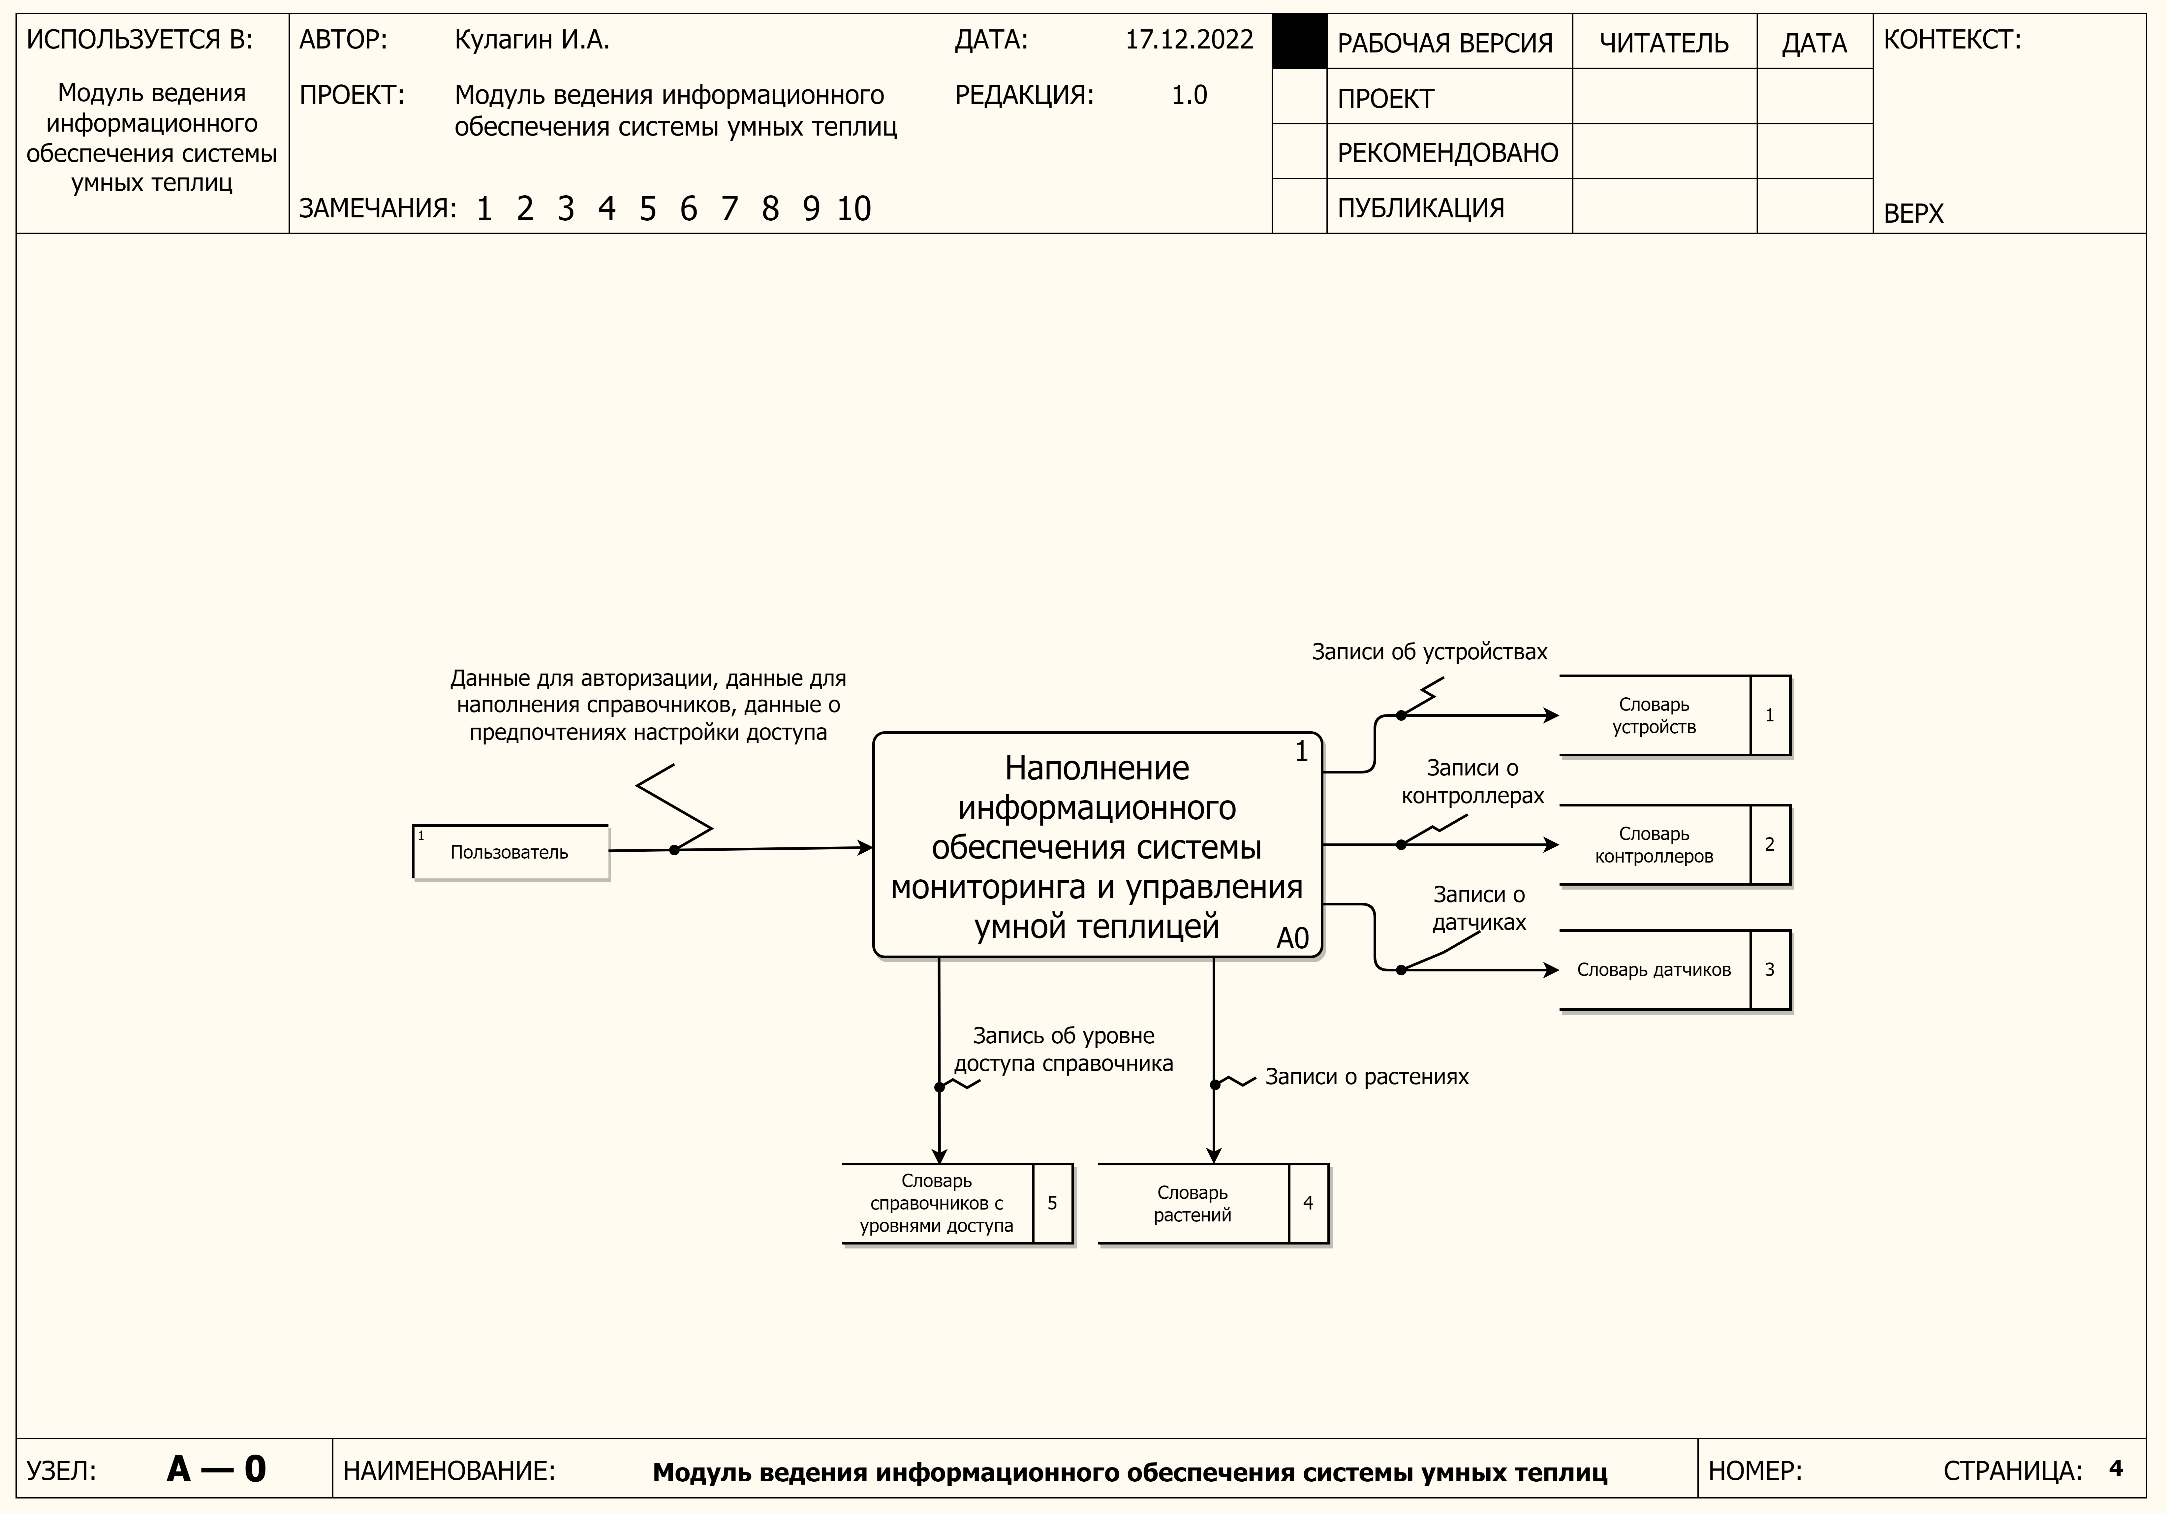 ИСПОЛЬЗУЕТСЯ В:
Модуль ведения
информационного
обеспечения системы
умных теплиц
АВТОР: Кулагин И.А.
ДАТА: 17.12.2022
ПРОЕКТ: Модуль ведения информационного
обеспечения системы умных теплиц
РЕДАКЦИЯ: 1.0
ЗАМЕЧАНИЯ: 1 2 3 4 5 6 7 8 9 10
РАБОЧАЯ ВЕРСИЯ
ЧИТАТЕЛЬ
ДАТА
ПРОЕКТ
РЕКОМЕНДОВАНО
ПУБЛИКАЦИЯ
КОНТЕКСТ:
ВЕРХ
Данные для авторизации, данные для
наполнения справочников, данные о
предпочтениях настройки доступа
1
Пользователь
1
Наполнение
информационного
обеспечения системы
мониторинга и управления
умной теплицей
А0
Записи об устройствах
Словарь
устройств
1
Записи о
контроллерах
Словарь
контроллеров
2
Записи о
датчиках
Словарь датчиков
3
Запись об уровне
доступа справочника
Записи о растениях
Словарь
справочников с
уровнями доступа
5
Словарь
растений
4
УЗЕЛ: А — 0
НАИМЕНОВАНИЕ: Модуль ведения информационного обеспечения системы умных теплиц
НОМЕР:
СТРАНИЦА: 4